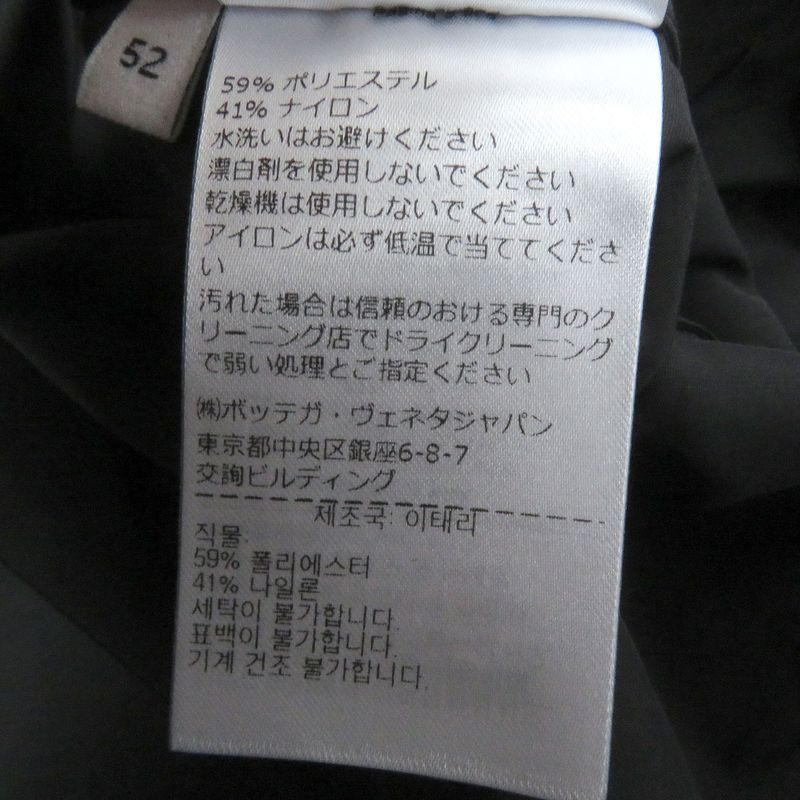 52
59% ポリエステル
41% ナイロン
水洗いはお避けください
漂白剤を使用しないでください
乾燥機は使用しないでください
アイロンは必ず低温で当ててくださ
い
汚れた場合は信頼のおける専門のク
リーニング店でドライクリーニング
で弱い処理とご指定ください
㈱ボッテガ・ヴェネタジャパン
東京都中央区銀座6-8-7
交詢ビルディング
제조국: 이태리
직물:
59% 폴리에스터
41% 나일론
세탁이 불가합니다.
표백이 불가합니다.
기계 건조 불가합니다.